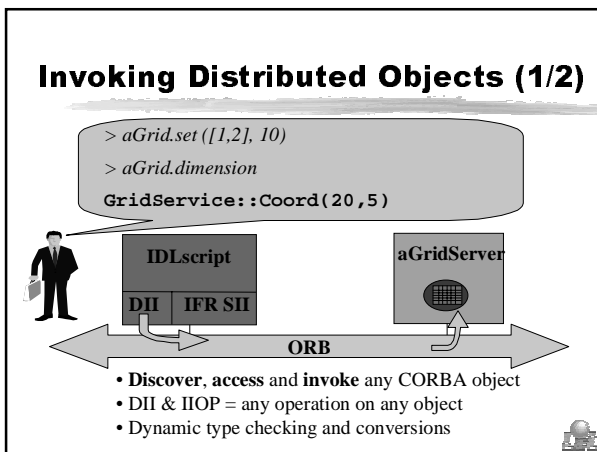 Invoking Distributed Objects (1/2)
> aGrid.set ([1,2], 10)
> aGrid.dimension
GridService::Coord(20,5)
IDLscript
DII
IFR SII
aGridServer
ORB
• Discover, access and invoke any CORBA object
• DII & IIOP = any operation on any object
• Dynamic type checking and conversions